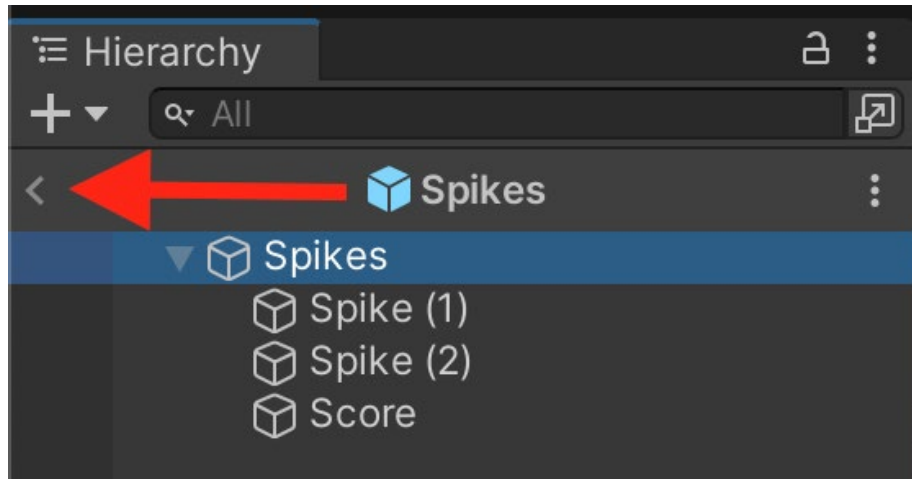 Hierarchy
All
Spikes
Spikes
Spike (1)
Spike (2)
Score